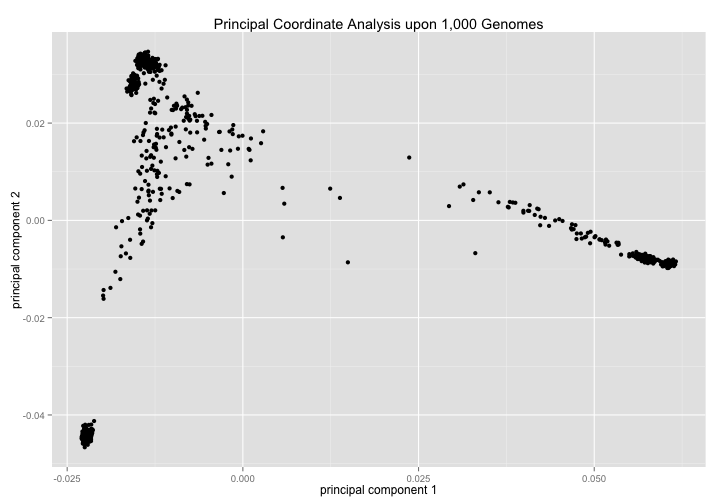 Principal Coordinate Analysis upon 1,000 Genomes
principal component 2
0.02
0.00
-0.02
-0.04
-0.025
0.000
0.025
0.050
principal component 1